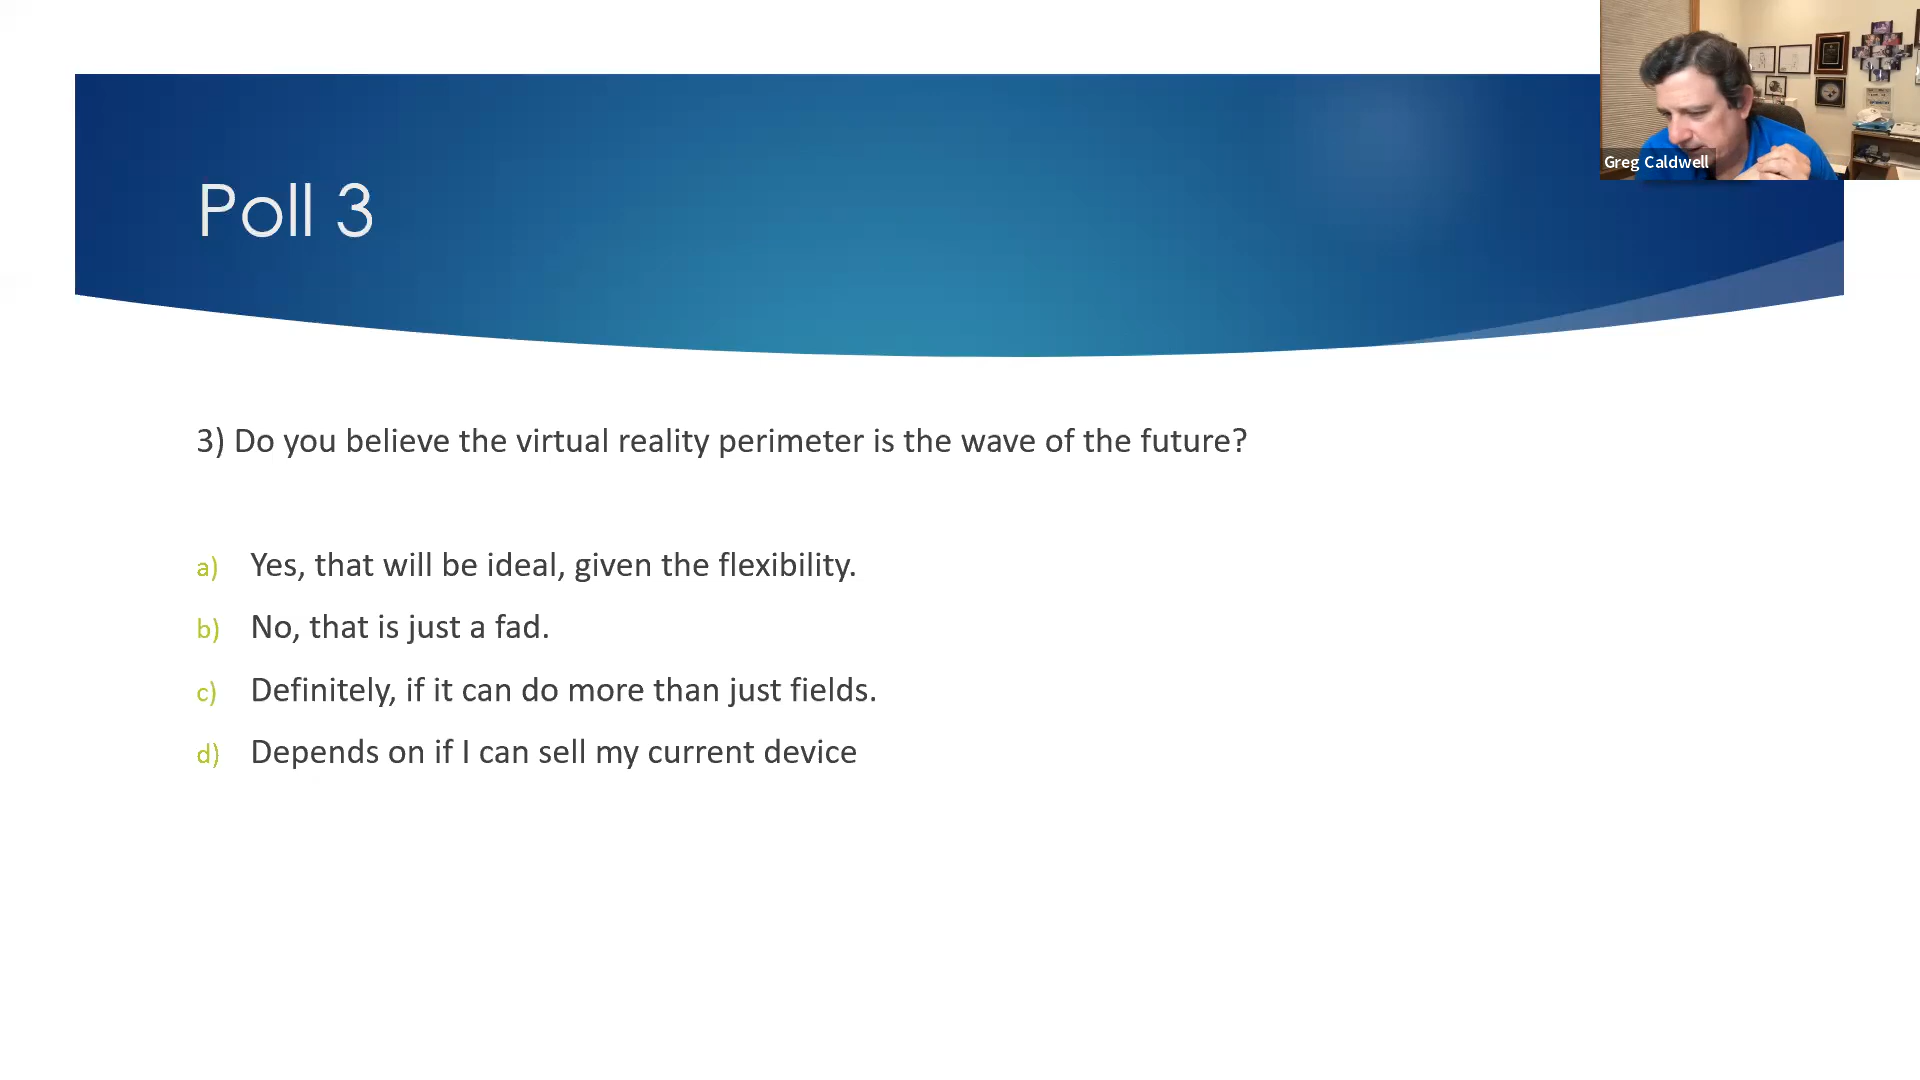 Greg Caldwell
Poll 3
3) Do you believe the virtual reality perimeter is the wave of the future?
a) Yes, that will be ideal, given the flexibility.
b) No, that is just a fad.
c) Definitely, if it can do more than just fields.
d) Depends on if I can sell my current device